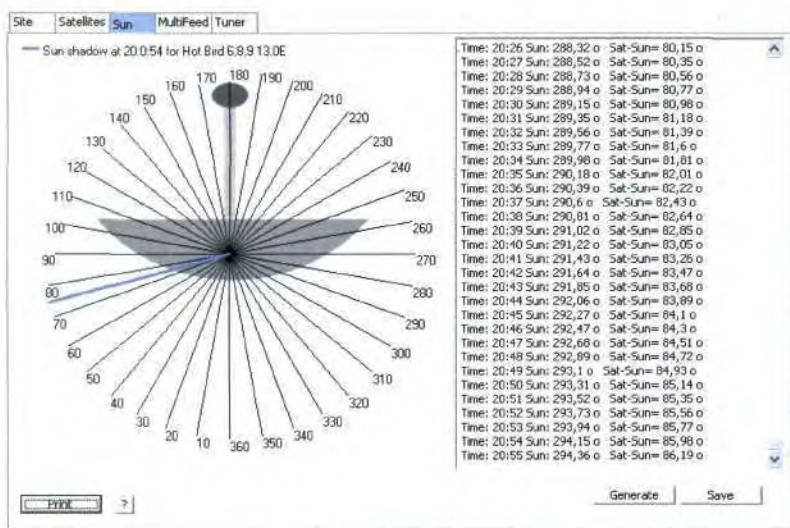 Site Satellites Sun MultiFeed Tuner
Sun shadow at 20:0:54 for Hot Bird 6,8,9 13.0E
180
170 190
160 200
150 210
140 220
130 230
120 240
110 250
100 260
90 270
80 280
70 290
60 300
50 310
40 320
30 330
20 340
10 350
360
Time: 20:26 Sun: 288,32 o Sat-Sun= 80,15 o
Time: 20:27 Sun: 288,52 o Sat-Sun= 80,35 o
Time: 20:28 Sun: 288,73 o Sat-Sun= 80,56 o
Time: 20:29 Sun: 288,94 o Sat-Sun= 80,77 o
Time: 20:30 Sun: 289,15 o Sat-Sun= 80,98 o
Time: 20:31 Sun: 289,35 o Sat-Sun= 81,18 o
Time: 20:32 Sun: 289,56 o Sat-Sun= 81,39 o
Time: 20:33 Sun: 289,77 o Sat-Sun= 81,6 o
Time: 20:34 Sun: 289,98 o Sat-Sun= 81,81 o
Time: 20:35 Sun: 290,18 o Sat-Sun= 82,01 o
Time: 20:36 Sun: 290,39 o Sat-Sun= 82,22 o
Time: 20:37 Sun: 290,6 o Sat-Sun= 82,43 o
Time: 20:38 Sun: 290,81 o Sat-Sun= 82,64 o
Time: 20:39 Sun: 291,02 o Sat-Sun= 82,85 o
Time: 20:40 Sun: 291,22 o Sat-Sun= 83,05 o
Time: 20:41 Sun: 291,43 o Sat-Sun= 83,26 o
Time: 20:42 Sun: 291,64 o Sat-Sun= 83,47 o
Time: 20:43 Sun: 291,85 o Sat-Sun= 83,68 o
Time: 20:44 Sun: 292,06 o Sat-Sun= 83,89 o
Time: 20:45 Sun: 292,27 o Sat-Sun= 84,1 o
Time: 20:46 Sun: 292,47 o Sat-Sun= 84,3 o
Time: 20:47 Sun: 292,68 o Sat-Sun= 84,51 o
Time: 20:48 Sun: 292,89 o Sat-Sun= 84,72 o
Time: 20:49 Sun: 293,1 o Sat-Sun= 84,93 o
Time: 20:50 Sun: 293,31 o Sat-Sun= 85,14 o
Time: 20:51 Sun: 293,52 o Sat-Sun= 85,35 o
Time: 20:52 Sun: 293,73 o Sat-Sun= 85,56 o
Time: 20:53 Sun: 293,94 o Sat-Sun= 85,77 o
Time: 20:54 Sun: 294,15 o Sat-Sun= 85,98 o
Time: 20:55 Sun: 294,36 o Sat-Sun= 86,19 o
Print ? Generate Save